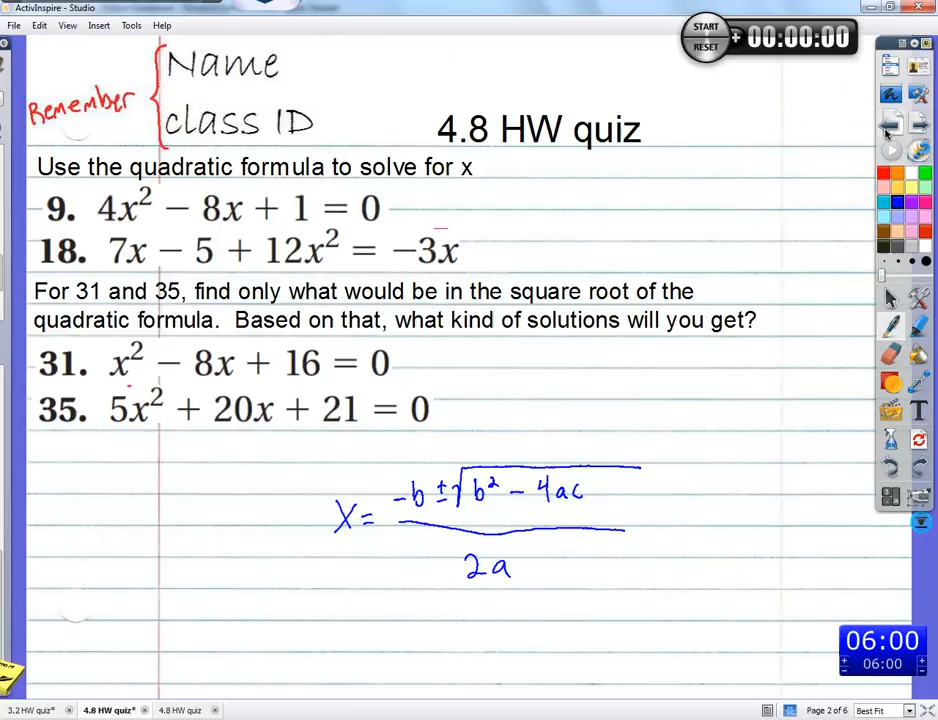 ActivInspire - Studio
File Edit View Insert Tools Help
START
RESET
00:00:00
Name
Remember
class ID
4.8 HW quiz
Use the quadratic formula to solve for x
9. 4x² − 8x + 1 = 0
18. 7x − 5 + 12x² = −3x
For 31 and 35, find only what would be in the square root of the
quadratic formula. Based on that, what kind of solutions will you get?
31. x² − 8x + 16 = 0
35. 5x² + 20x + 21 = 0
-b ± √b² - 4ac
X =
2a
06:00
06:00
3.2 HW quiz* 4.8 HW quiz* 4.8 HW quiz Page 2 of 6 Best Fit